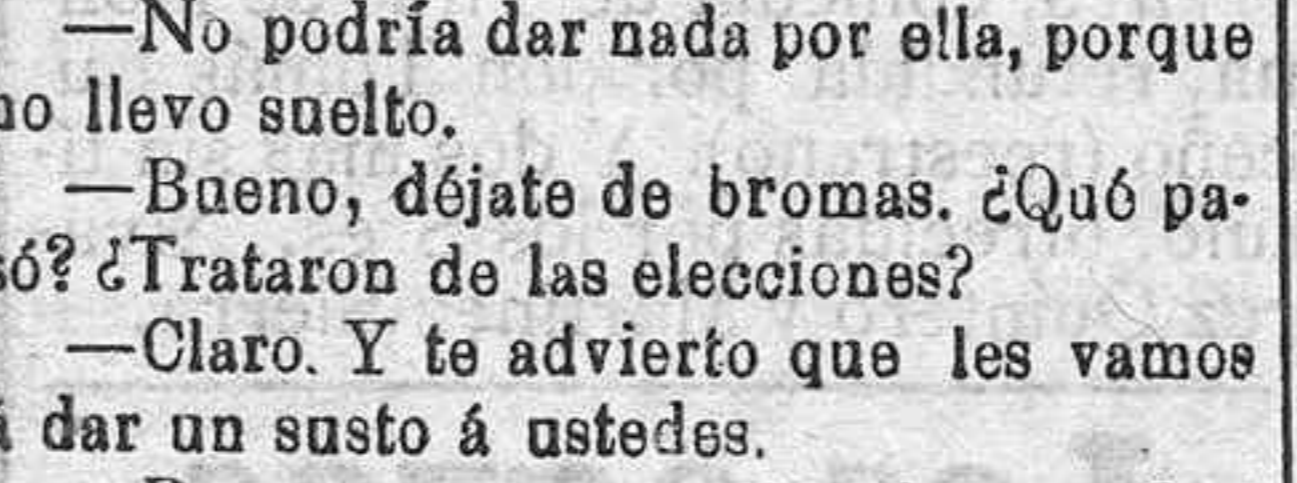 —No podría dar nada por ella, porque
no llevo suelto.
—Bueno, déjate de bromas. ¿Qué pa-
só? ¿Trataron de las elecciones?
—Claro. Y te advierto que les vamos
á dar un susto á ustedes.